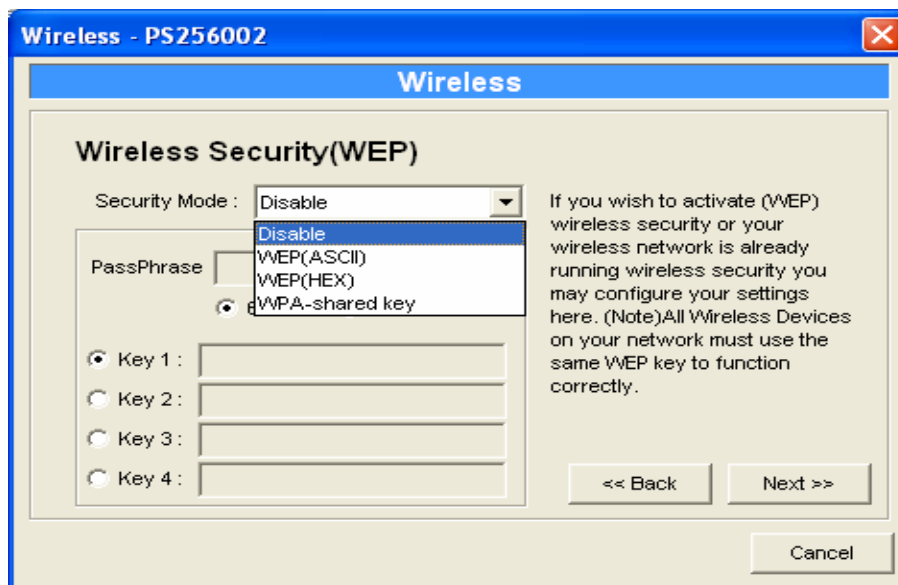 Wireless - PS256002
Wireless
Wireless Security(WEP)
Security Mode : Disable
Disable
WEP(ASCII)
WEP(HEX)
WPA-shared key
PassPhrase
Key 1 :
Key 2 :
Key 3 :
Key 4 :
If you wish to activate (WEP)
wireless security or your
wireless network is already
running wireless security you
may configure your settings
here. (Note)All Wireless Devices
on your network must use the
same WEP key to function
correctly.
<< Back
Next >>
Cancel